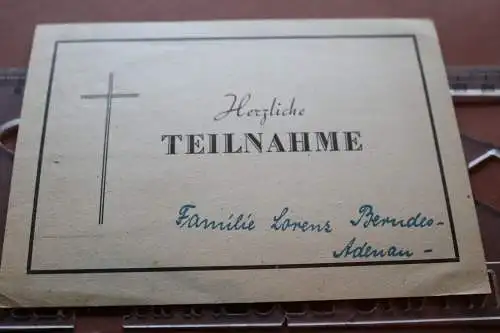 Herzliche
TEILNAHME
Familie Lorenz Berndes-
Adenau -